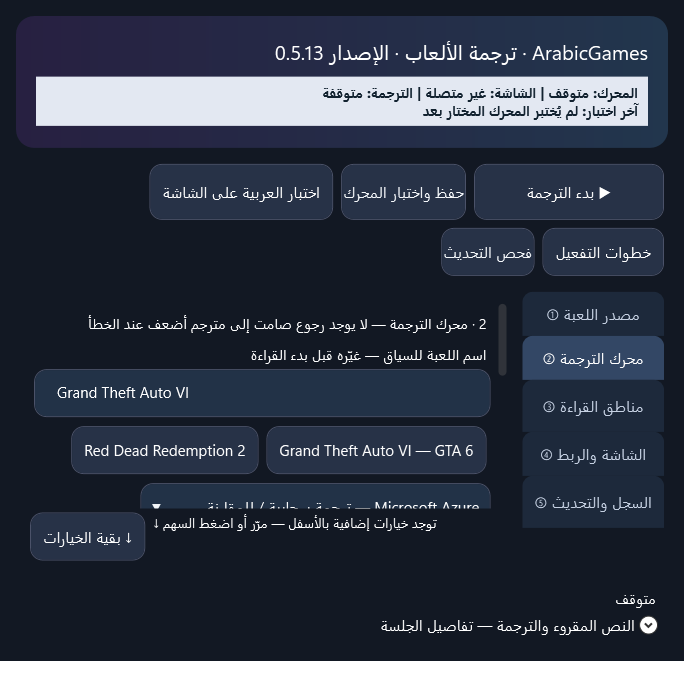 ArabicGames · ترجمة الألعاب · الإصدار 0.5.13
المحرك: متوقف | الشاشة: غير متصلة | الترجمة: متوقفة
آخر اختبار: لم يُختبر المحرك المختار بعد
▶ بدء الترجمة
حفظ واختبار المحرك
اختبار العربية على الشاشة
خطوات التفعيل
فحص التحديث
مصدر اللعبة ①
محرك الترجمة ②
مناطق القراءة ③
الشاشة والربط ④
السجل والتحديث ⑤
2 · محرك الترجمة — لا يوجد رجوع صامت إلى مترجم أضعف عند الخطأ
اسم اللعبة للسياق — غيّره قبل بدء القراءة
Grand Theft Auto VI
Grand Theft Auto VI — GTA 6
Red Dead Redemption 2
Microsoft Azure — ترجمة سحابية / للمقارنة ▼
توجد خيارات إضافية بالأسفل — مرّر أو اضغط السهم ↓
↓ بقية الخيارات
متوقف
النص المقروء والترجمة — تفاصيل الجلسة